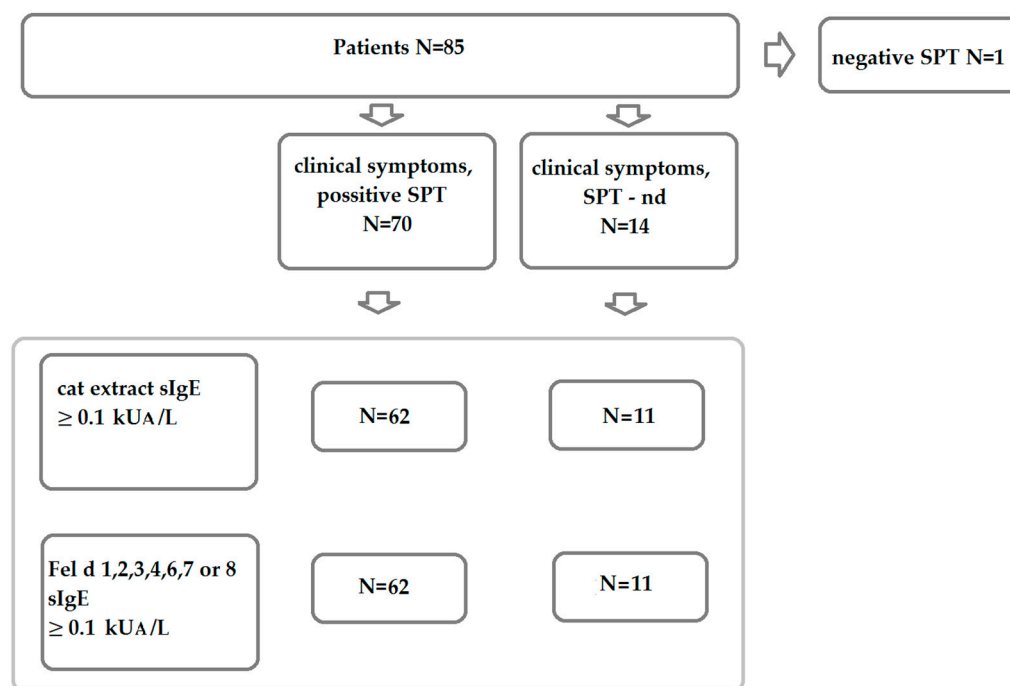 Patients N=85
negative SPT N=1
clinical symptoms,
possitive SPT
N=70
clinical symptoms,
SPT - nd
N=14
cat extract sIgE
≥ 0.1 kUA/L
N=62
N=11
Fel d 1,2,3,4,6,7 or 8
sIgE
≥ 0.1 kUA/L
N=62
N=11